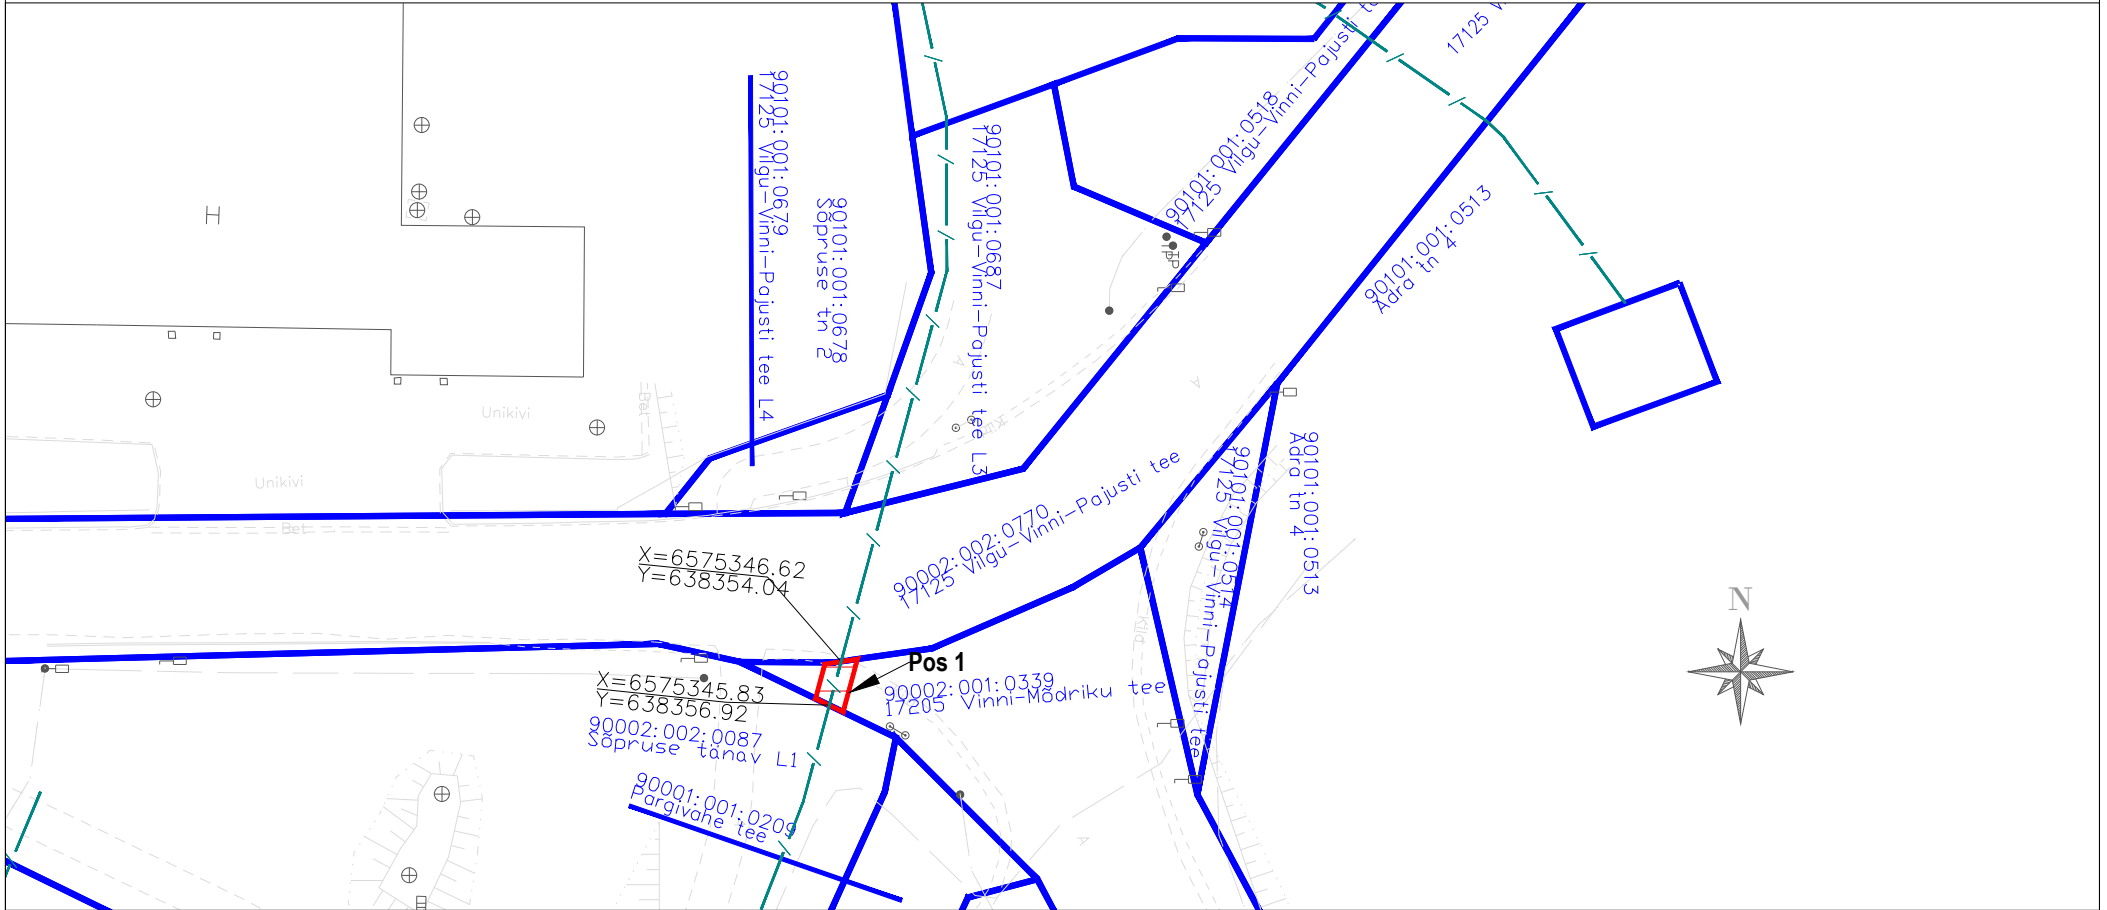 17125 V
90101:001:0518
17125 Vilgu-Vinni-Pajusti t
90101:001:0679
17125 Vilgu-Vinni-Pajusti tee L4
90101:001:0678
Sõpruse tn 2
90101:001:0687
17125 Vilgu-Vinni-Pajusti tee L3
90101:001:0513
Adra tn 4
H
Bet
Unikivi
Unikivi
Bet
A
A
90101:001:0513
Adra tn 4
90101:001:0514
17125 Vilgu-Vinni-Pajusti tee
90002:002:0770
17125 Vilgu-Vinni-Pajusti tee
X=6575346.62
Y=638354.04
N
Pos 1
90002:001:0339
17205 Vinni-Mõdriku tee
X=6575345.83
Y=638356.92
90002:002:0087
Sõpruse tänav L1
90001:001:0209
Pargivahe tee
A